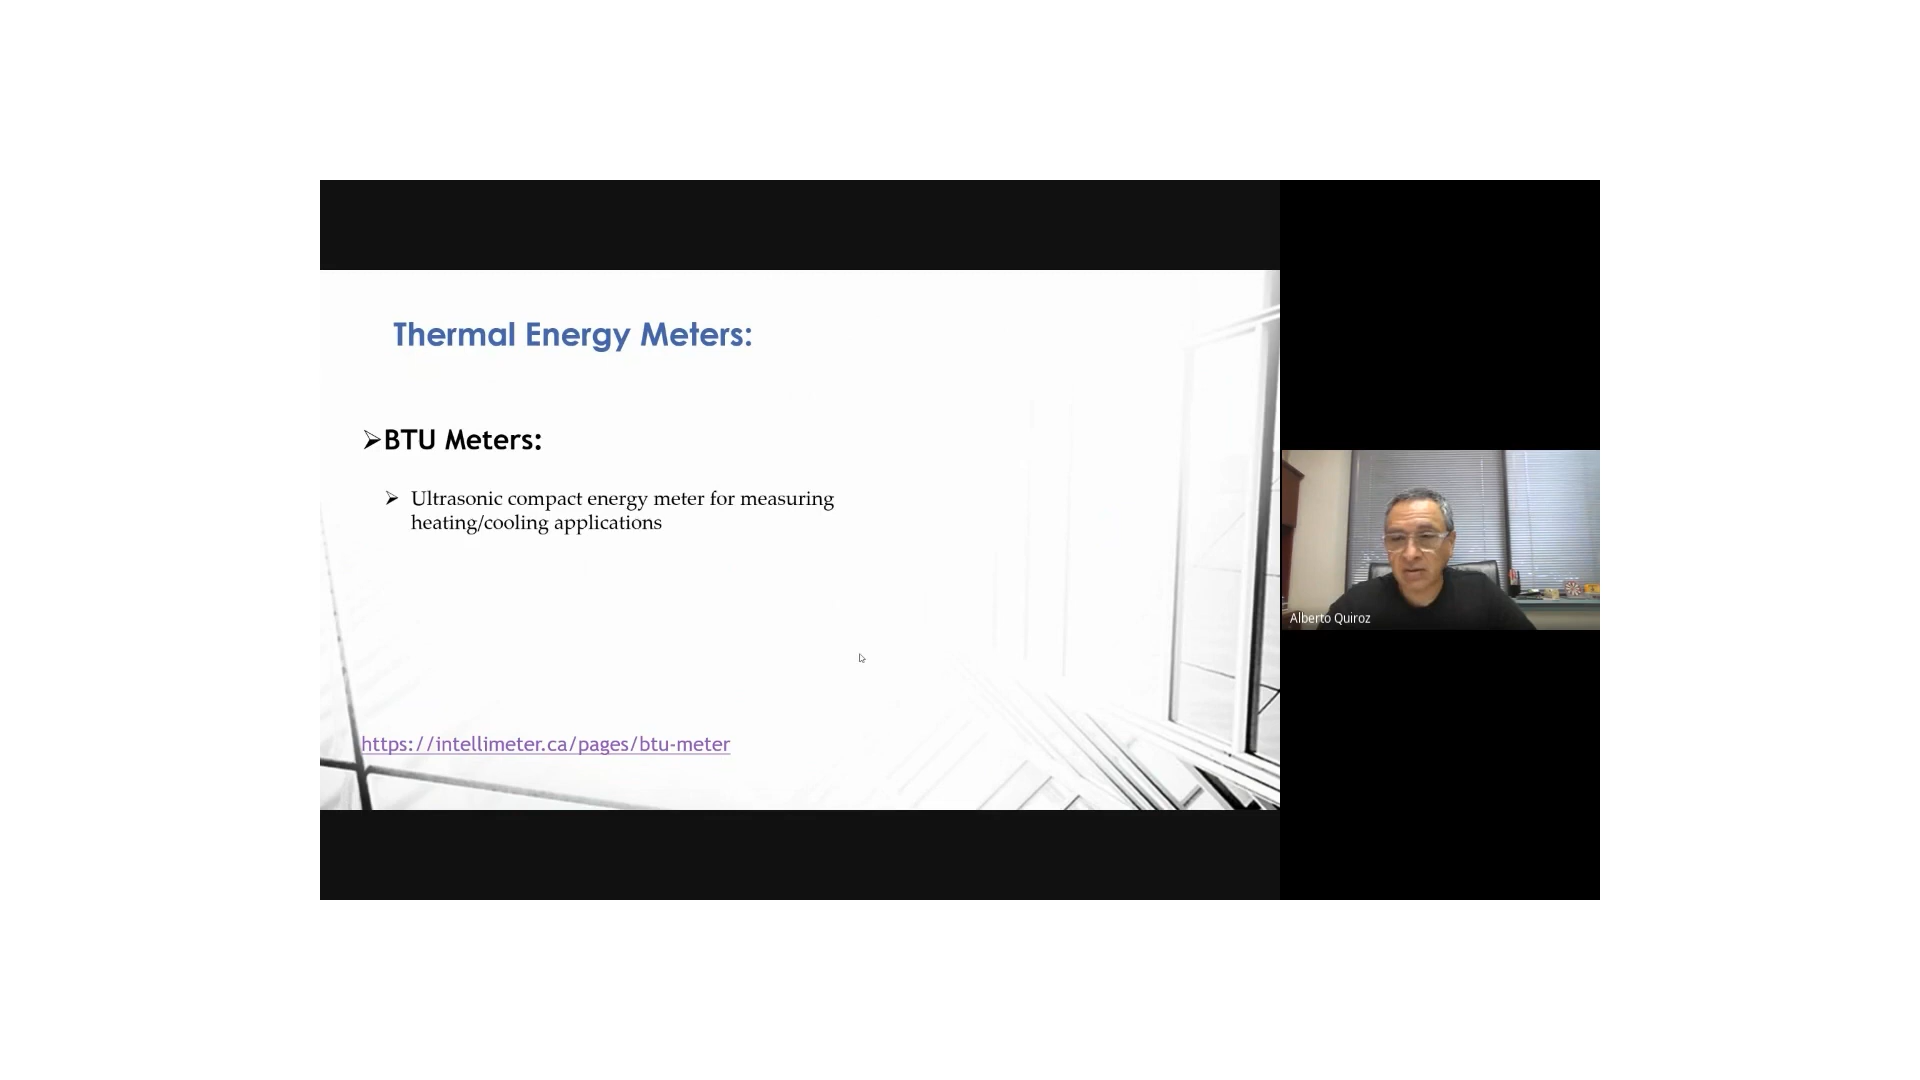 Thermal Energy Meters:
➢BTU Meters:
➢ Ultrasonic compact energy meter for measuring
heating/cooling applications
https://intellimeter.ca/pages/btu-meter
Alberto Quiroz